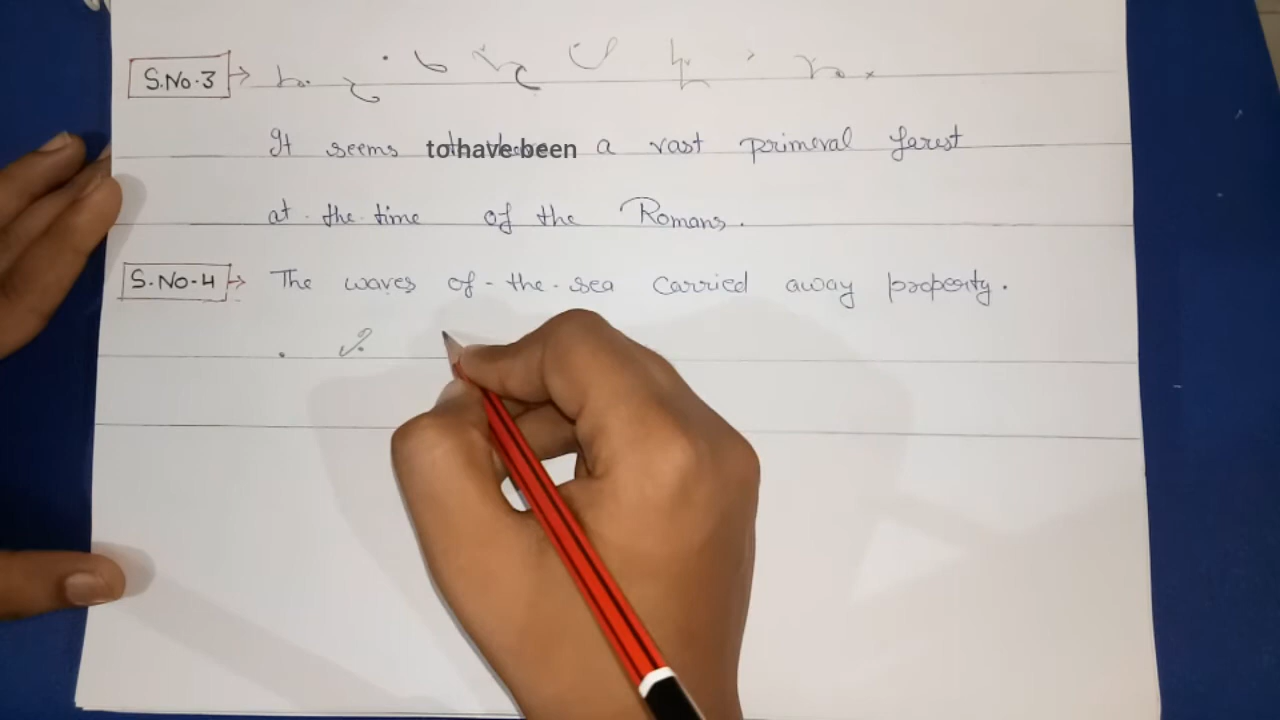 S.No.3 →
It seems to have been a vast primeval forest
at the time of the Romans.
S.No-4 → The waves of-the-sea carried away property.